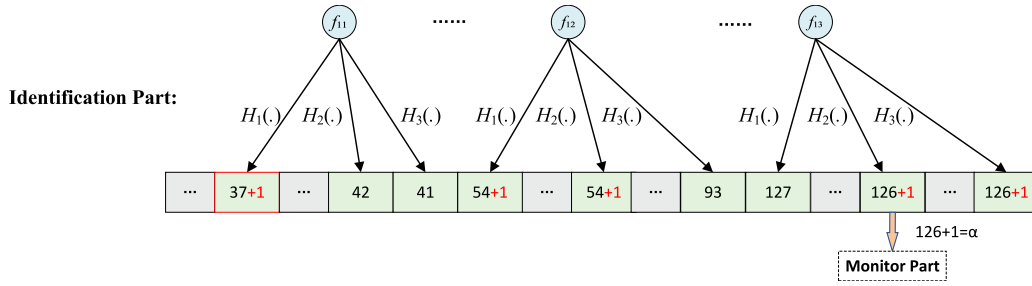 f11 ...... f12 ...... f13
Identification Part:
H1(.) H2(.) H3(.) H1(.) H2(.) H3(.) H1(.) H2(.) H3(.)
... 37+1 ... 42 41 54+1 ... 54+1 ... 93 127 ... 126+1 ... 126+1
126+1=α
Monitor Part